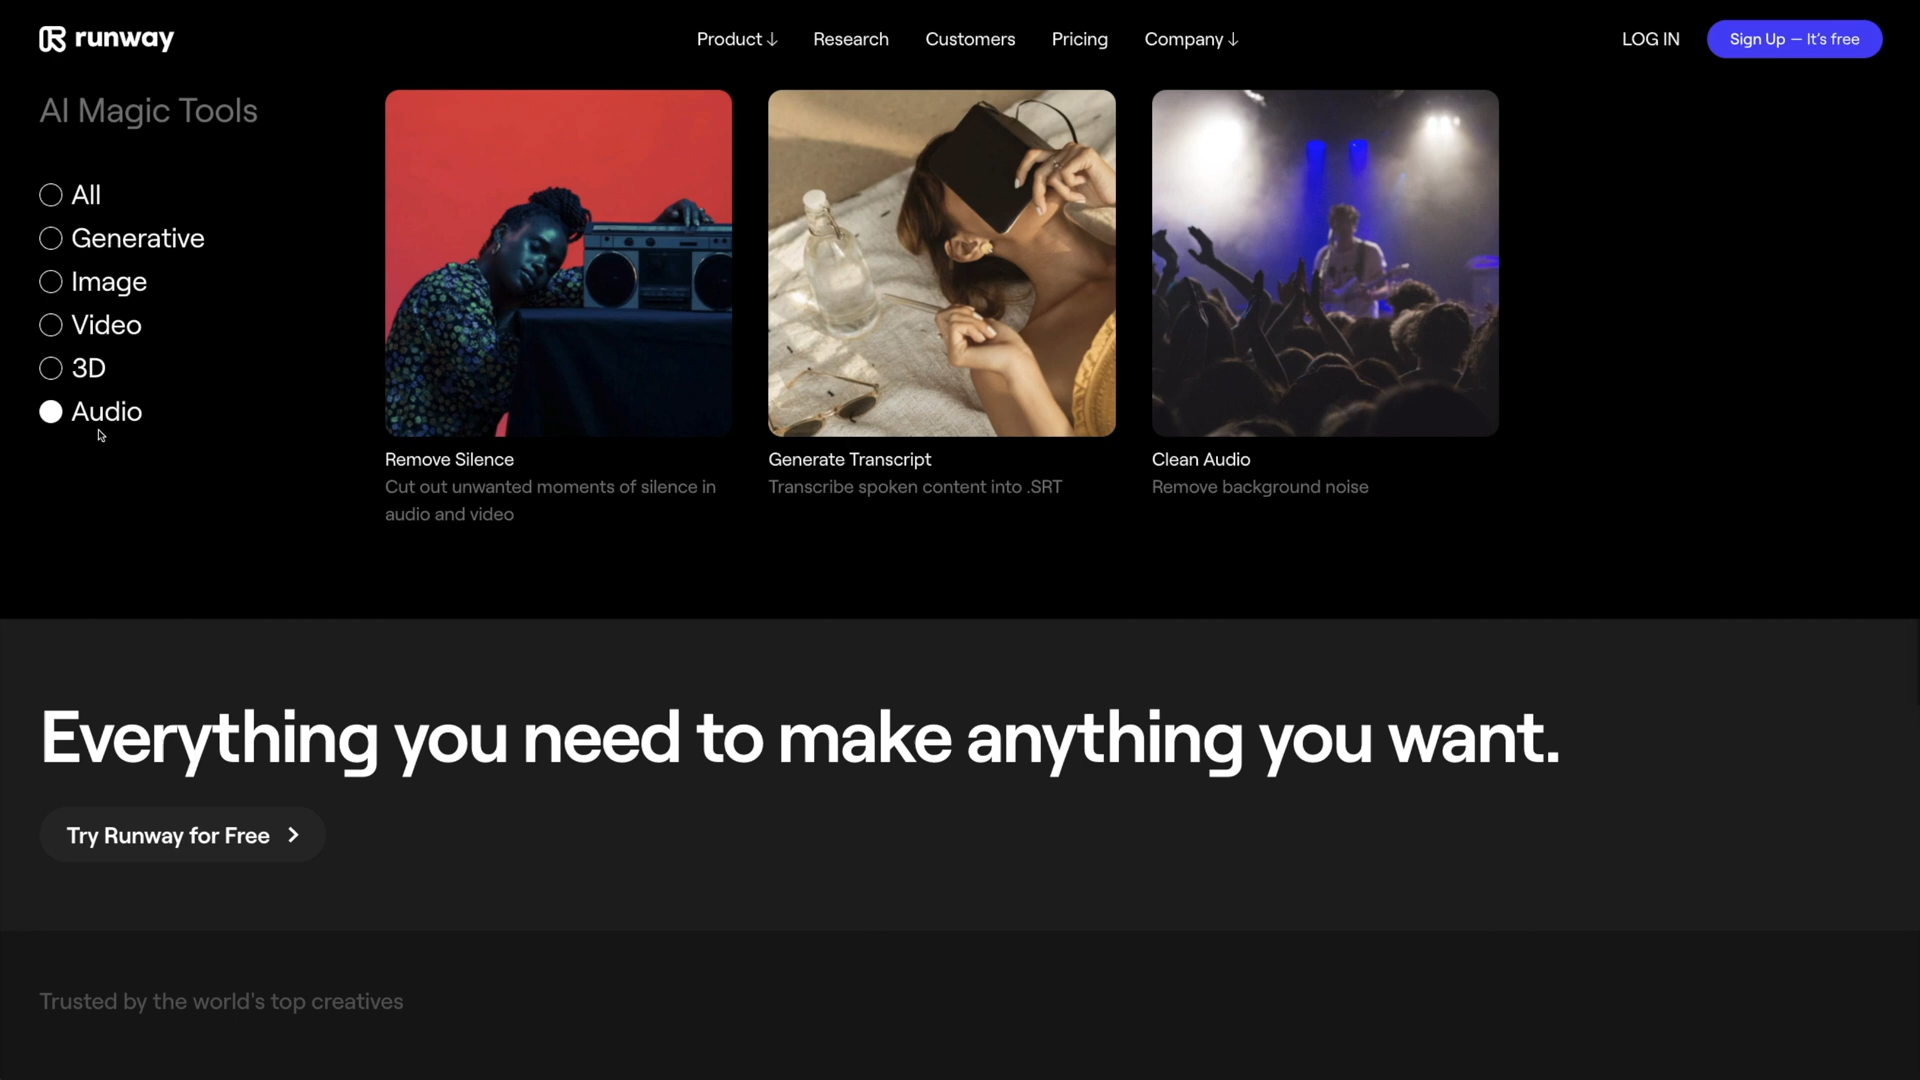 runway
Product ↓
Research
Customers
Pricing
Company ↓
LOG IN
Sign Up — It's free
AI Magic Tools
All
Generative
Image
Video
3D
Audio
Remove Silence
Cut out unwanted moments of silence in
audio and video
Generate Transcript
Transcribe spoken content into .SRT
Clean Audio
Remove background noise
Everything you need to make anything you want.
Try Runway for Free
Trusted by the world's top creatives